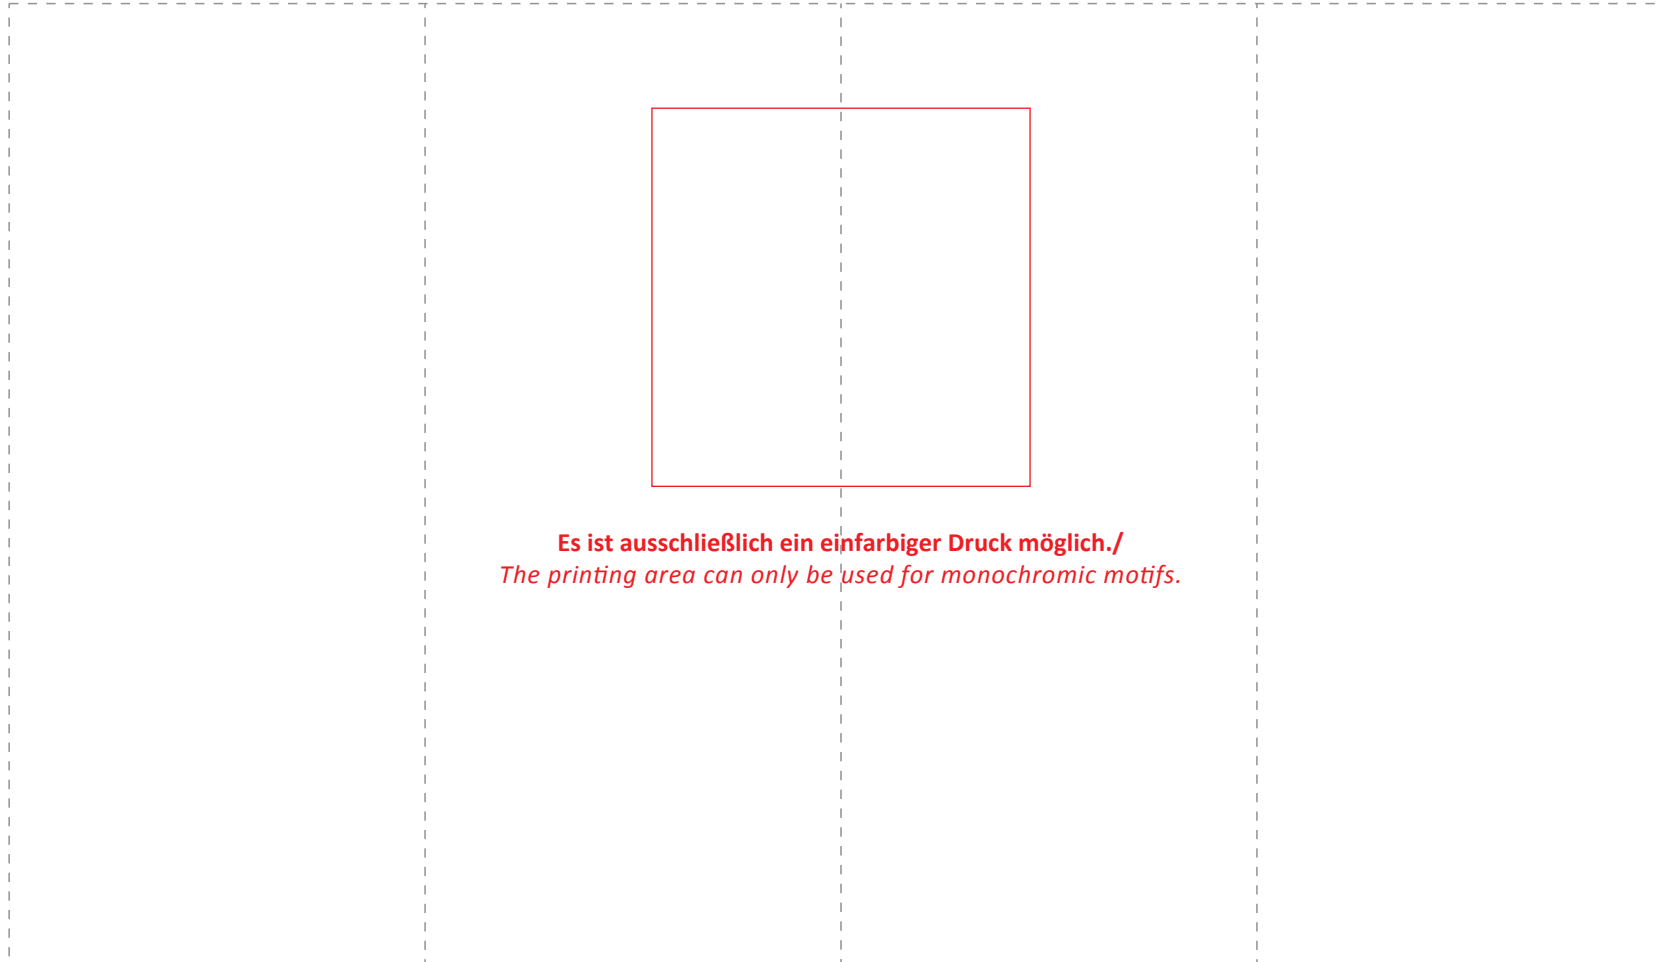 Es ist ausschließlich ein einfarbiger Druck möglich./
The printing area can only be used for monochromic motifs.